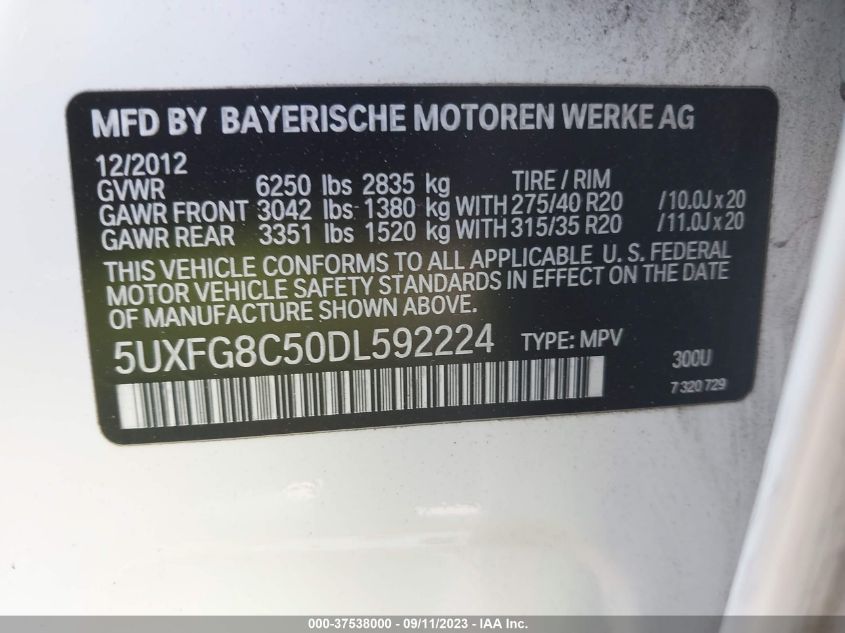 MFD BY BAYERISCHE MOTOREN WERKE AG
12/2012
GVWR 6250 lbs 2835 kg TIRE / RIM
GAWR FRONT 3042 lbs 1380 kg WITH 275/40 R20 /10.0J x 20
GAWR REAR 3351 lbs 1520 kg WITH 315/35 R20 /11.0J x 20
THIS VEHICLE CONFORMS TO ALL APPLICABLE U. S. FEDERAL
MOTOR VEHICLE SAFETY STANDARDS IN EFFECT ON THE DATE
OF MANUFACTURE SHOWN ABOVE.
5UXFG8C50DL592224 TYPE: MPV 300U
7 320 729
000-37538000 - 09/11/2023 - © IAA Inc.